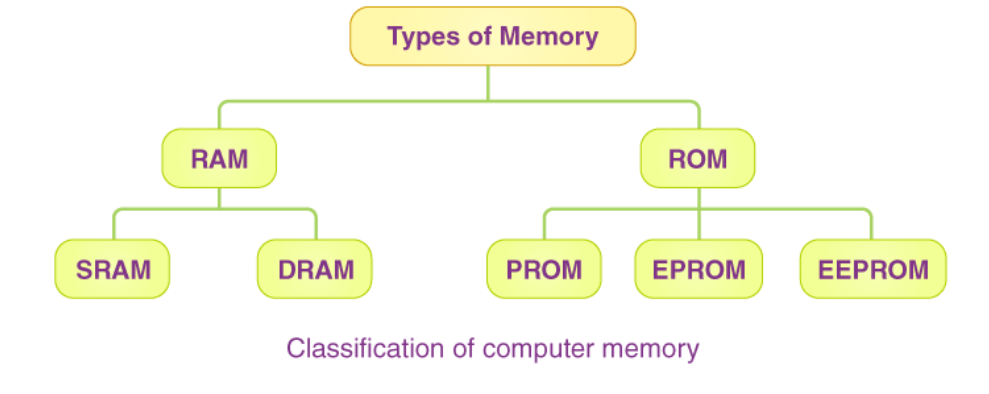 Types of Memory
RAM
ROM
SRAM
DRAM
PROM
EPROM
EEPROM
Classification of computer memory